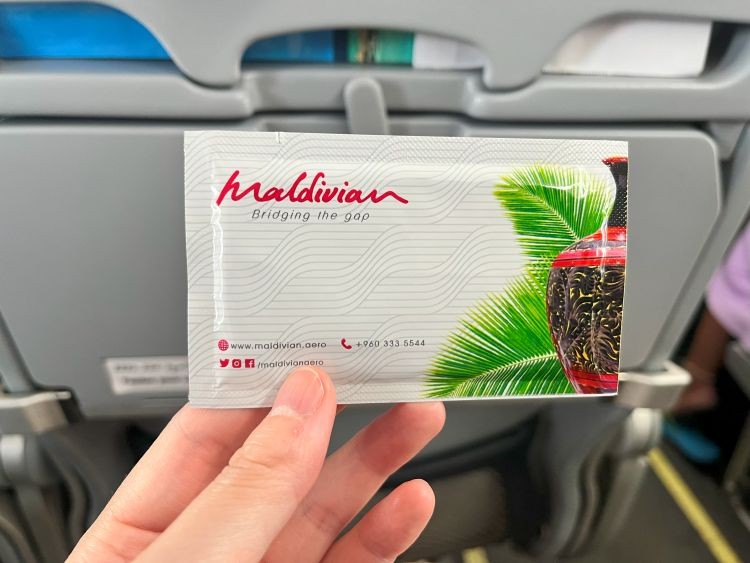 maldivian
Bridging the gap
www.maldivian.aero +960 333 5544
/maldivianaero